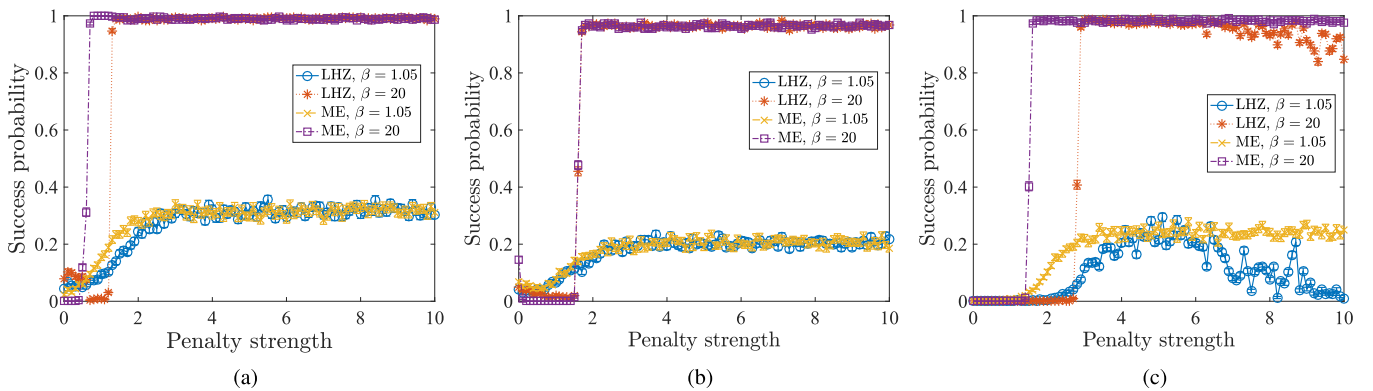 Success probability
1
0.8
0.6
0.4
0.2
0
0 2 4 6 8 10
Penalty strength
LHZ, β = 1.05
LHZ, β = 20
ME, β = 1.05
ME, β = 20
(a)
Success probability
1
0.8
0.6
0.4
0.2
0
0 2 4 6 8 10
Penalty strength
LHZ, β = 1.05
LHZ, β = 20
ME, β = 1.05
ME, β = 20
(b)
Success probability
1
0.8
0.6
0.4
0.2
0
0 2 4 6 8 10
Penalty strength
LHZ, β = 1.05
LHZ, β = 20
ME, β = 1.05
ME, β = 20
(c)